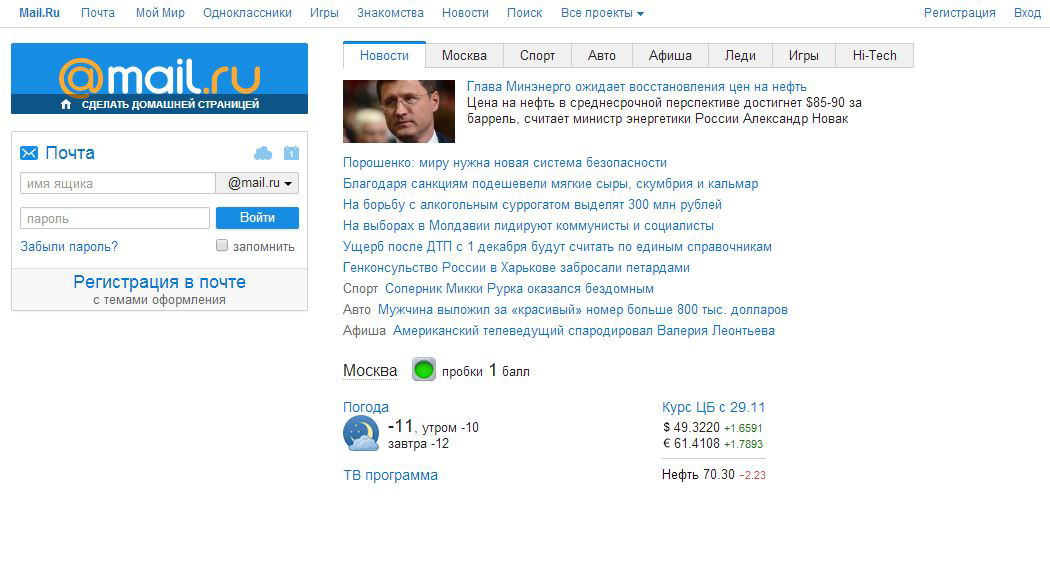 Mail.Ru Почта Мой Мир Одноклассники Игры Знакомства Новости Поиск Все проекты Регистрация Вход
@mail.ru
СДЕЛАТЬ ДОМАШНЕЙ СТРАНИЦЕЙ
Почта 1
имя ящика @mail.ru
пароль Войти
Забыли пароль? запомнить
Регистрация в почте
с темами оформления
Новости Москва Спорт Авто Афиша Леди Игры Hi-Tech
Глава Минэнерго ожидает восстановления цен на нефть
Цена на нефть в среднесрочной перспективе достигнет $85-90 за
баррель, считает министр энергетики России Александр Новак
Порошенко: миру нужна новая система безопасности
Благодаря санкциям подешевели мягкие сыры, скумбрия и кальмар
На борьбу с алкогольным суррогатом выделят 300 млн рублей
На выборах в Молдавии лидируют коммунисты и социалисты
Ущерб после ДТП с 1 декабря будут считать по единым справочникам
Генконсульство России в Харькове забросали петардами
Спорт Соперник Микки Рурка оказался бездомным
Авто Мужчина выложил за «красивый» номер больше 800 тыс. долларов
Афиша Американский телеведущий спародировал Валерия Леонтьева
Москва пробки 1 балл
Погода
-11, утром -10
завтра -12
ТВ программа
Курс ЦБ с 29.11
$ 49.3220 +1.6591
€ 61.4108 +1.7893
Нефть 70.30 −2.23